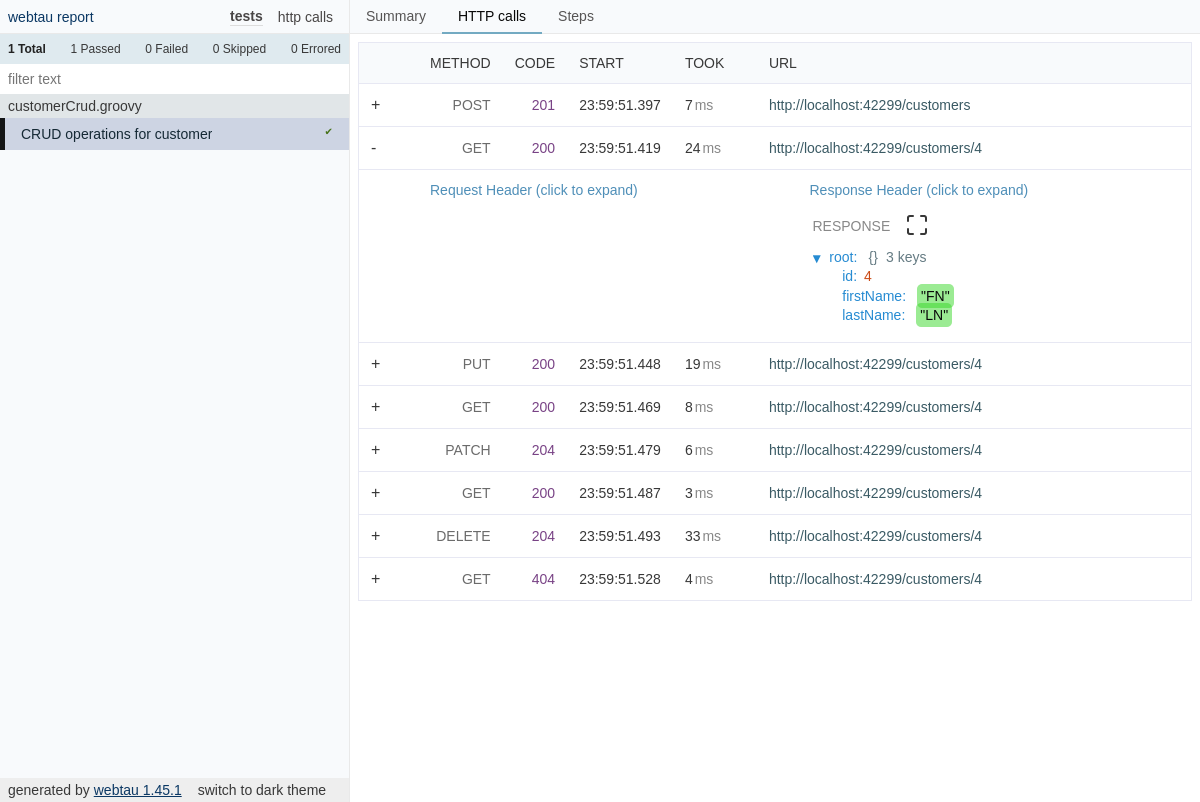 webtau report tests http calls
1 Total 1 Passed 0 Failed 0 Skipped 0 Errored
filter text
customerCrud.groovy
CRUD operations for customer ✔
generated by webtau 1.45.1 switch to dark theme
Summary HTTP calls Steps
METHOD CODE START TOOK URL
+ POST 201 23:59:51.397 7 ms http://localhost:42299/customers
- GET 200 23:59:51.419 24 ms http://localhost:42299/customers/4
Request Header (click to expand) Response Header (click to expand)
RESPONSE
▼ root: {} 3 keys
id: 4
firstName: "FN"
lastName: "LN"
+ PUT 200 23:59:51.448 19 ms http://localhost:42299/customers/4
+ GET 200 23:59:51.469 8 ms http://localhost:42299/customers/4
+ PATCH 204 23:59:51.479 6 ms http://localhost:42299/customers/4
+ GET 200 23:59:51.487 3 ms http://localhost:42299/customers/4
+ DELETE 204 23:59:51.493 33 ms http://localhost:42299/customers/4
+ GET 404 23:59:51.528 4 ms http://localhost:42299/customers/4